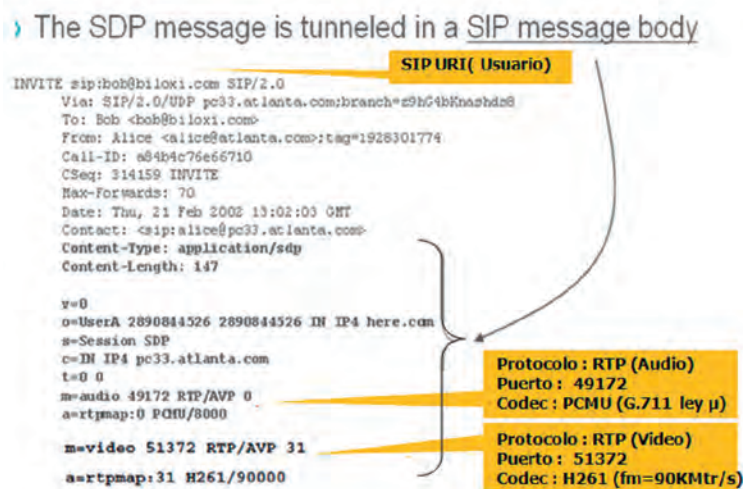 The SDP message is tunneled in a SIP message body
SIP URI( Usuario)
INVITE sip:bob@biloxi.com SIP/2.0
Via: SIP/2.0/UDP pc33.atlanta.com;branch=z9hG4bKnashds8
To: Bob <bob@biloxi.com>
From: Alice <alice@atlanta.com>;tag=1928301774
Call-ID: a84b4c76e66710
CSeq: 314159 INVITE
Max-Forwards: 70
Date: Thu, 21 Feb 2002 13:02:03 GMT
Contact: <sip:alice@pc33.atlanta.com>
Content-Type: application/sdp
Content-Length: 147
v=0
o=UserA 2890844526 2890844526 IN IP4 here.com
s=Session SDP
c=IN IP4 pc33.atlanta.com
t=0 0
m=audio 49172 RTP/AVP 0
a=rtpmap:0 PCMU/8000
Protocolo : RTP (Audio)
Puerto : 49172
Codec : PCMU (G.711 ley µ)
m=video 51372 RTP/AVP 31
a=rtpmap:31 H261/90000
Protocolo : RTP (Video)
Puerto : 51372
Codec : H261 (fm=90KMtr/s)